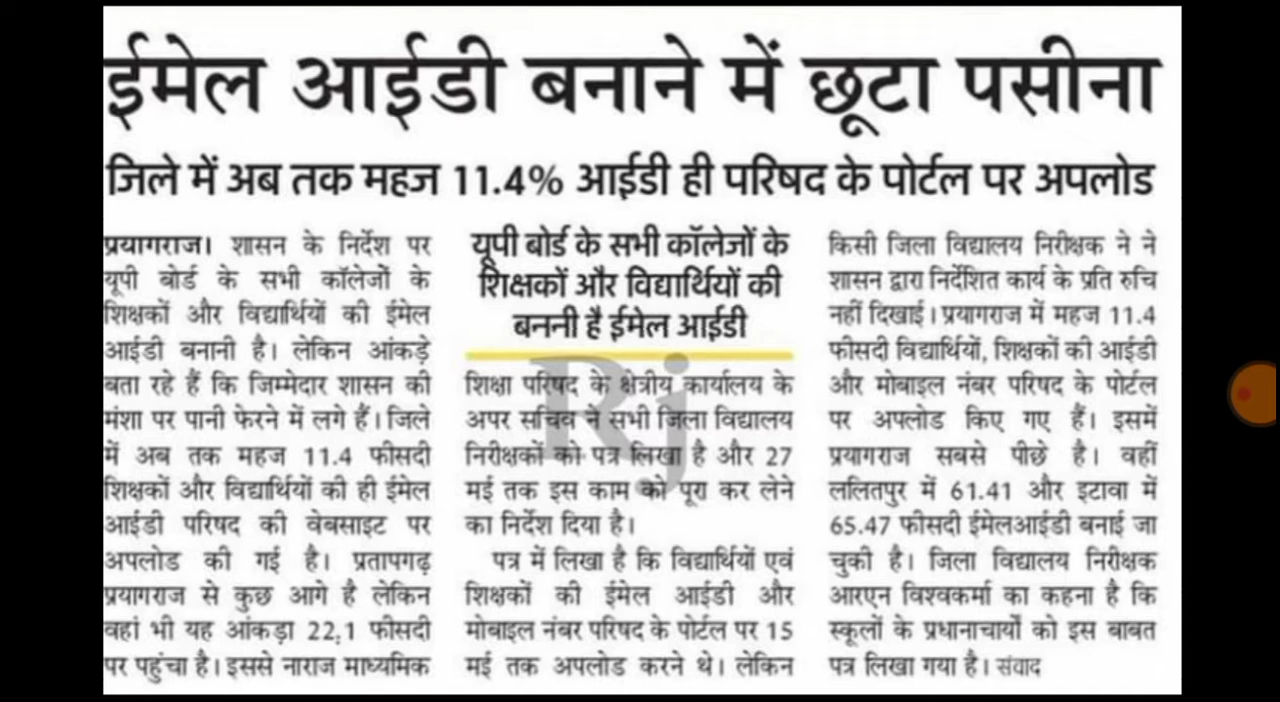 ईमेल आईडी बनाने में छूटा पसीना
जिले में अब तक महज 11.4% आईडी ही परिषद के पोर्टल पर अपलोड
प्रयागराज। शासन के निर्देश पर
यूपी बोर्ड के सभी कॉलेजों के
शिक्षकों और विद्यार्थियों की ईमेल
आईडी बनानी है। लेकिन आंकड़े
बता रहे हैं कि जिम्मेदार शासन की
मंशा पर पानी फेरने में लगे हैं। जिले
में अब तक महज 11.4 फीसदी
शिक्षकों और विद्यार्थियों की ही ईमेल
आईडी परिषद की वेबसाइट पर
अपलोड की गई है। प्रतापगढ़
प्रयागराज से कुछ आगे है लेकिन
वहां भी यह आंकड़ा 22.1 फीसदी
पर पहुंचा है। इससे नाराज माध्यमिक
यूपी बोर्ड के सभी कॉलेजों के
शिक्षकों और विद्यार्थियों की
बननी है ईमेल आईडी
शिक्षा परिषद के क्षेत्रीय कार्यालय के
अपर सचिव ने सभी जिला विद्यालय
निरीक्षकों को पत्र लिखा है और 27
मई तक इस काम को पूरा कर लेने
का निर्देश दिया है।
पत्र में लिखा है कि विद्यार्थियों एवं
शिक्षकों की ईमेल आईडी और
मोबाइल नंबर परिषद के पोर्टल पर 15
मई तक अपलोड करने थे। लेकिन
किसी जिला विद्यालय निरीक्षक ने ने
शासन द्वारा निर्देशित कार्य के प्रति रुचि
नहीं दिखाई। प्रयागराज में महज 11.4
फीसदी विद्यार्थियों, शिक्षकों की आईडी
और मोबाइल नंबर परिषद के पोर्टल
पर अपलोड किए गए हैं। इसमें
प्रयागराज सबसे पीछे है। वहीं
ललितपुर में 61.41 और इटावा में
65.47 फीसदी ईमेलआईडी बनाई जा
चुकी है। जिला विद्यालय निरीक्षक
आरएन विश्वकर्मा का कहना है कि
स्कूलों के प्रधानाचार्यों को इस बाबत
पत्र लिखा गया है। संवाद
Rj